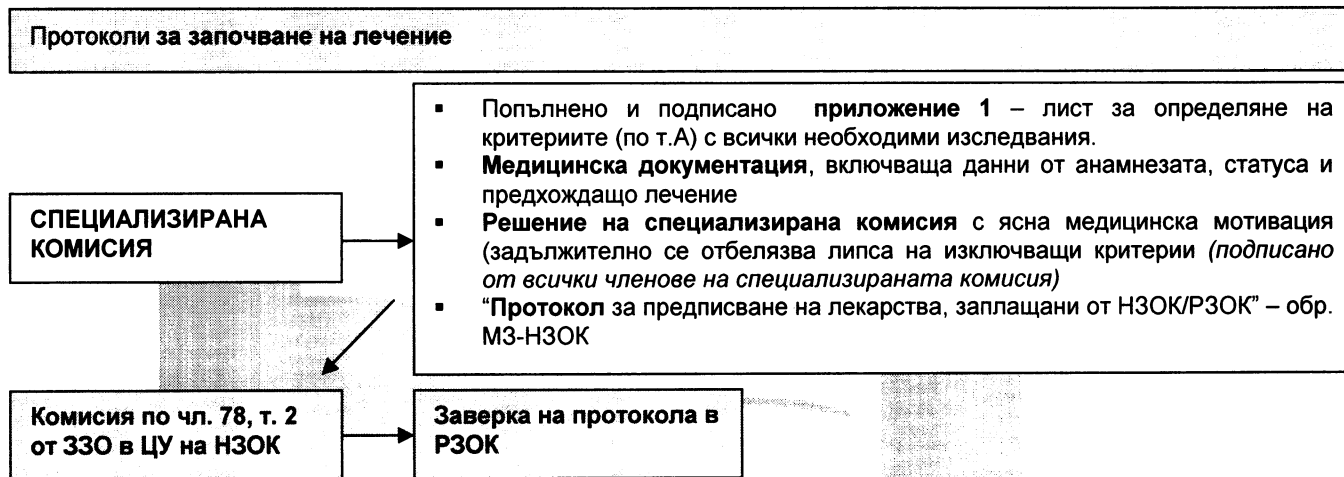 Протоколи за започване на лечение
▪ Попълнено и подписано приложение 1 – лист за определяне на
критериите (по т.А) с всички необходими изследвания.
▪ Медицинска документация, включваща данни от анамнезата, статуса и
предхождащо лечение
▪ Решение на специализирана комисия с ясна медицинска мотивация
(задължително се отбелязва липса на изключващи критерии (подписано
от всички членове на специализираната комисия)
▪ “Протокол за предписване на лекарства, заплащани от НЗОК/РЗОК” – обр.
МЗ-НЗОК
СПЕЦИАЛИЗИРАНА
КОМИСИЯ
Комисия по чл. 78, т. 2
от ЗЗО в ЦУ на НЗОК
Заверка на протокола в
РЗОК